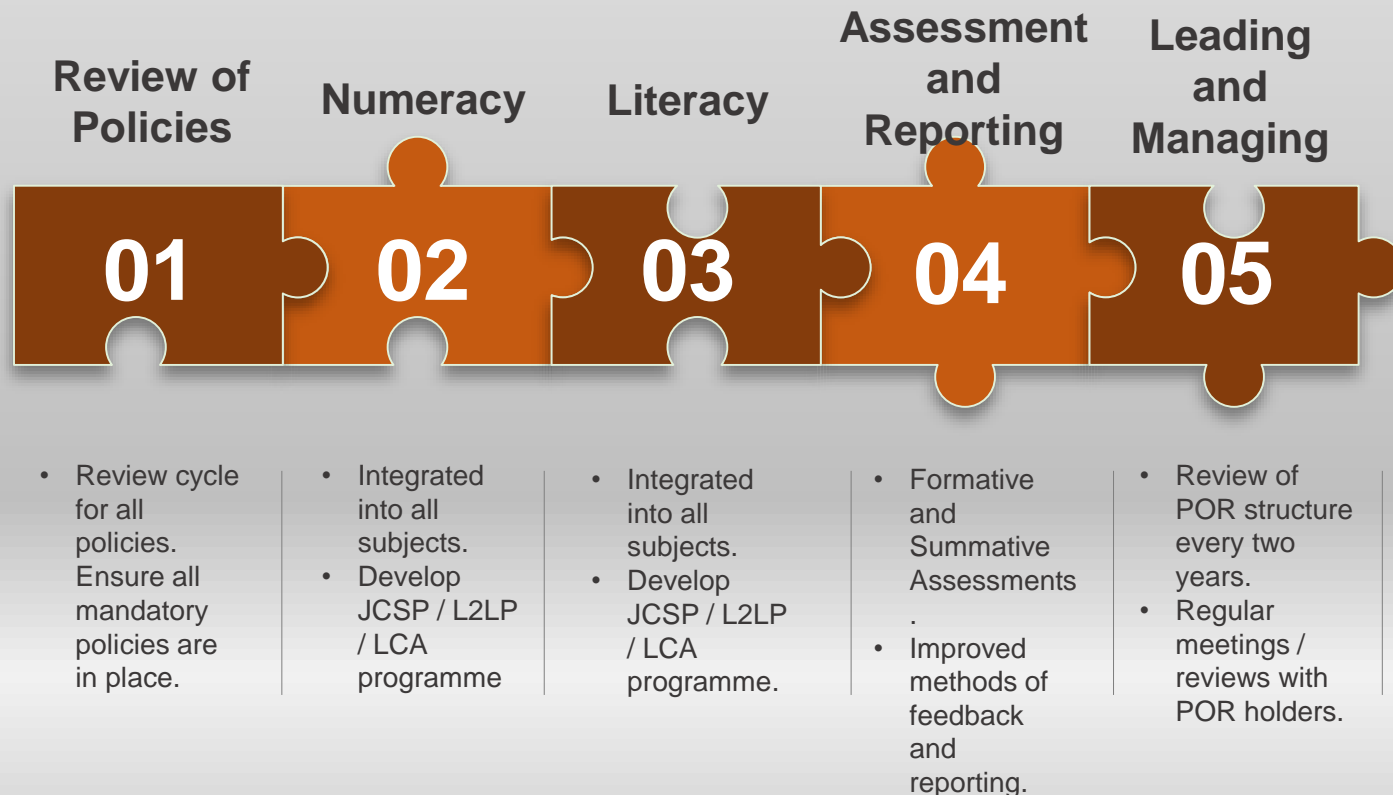 Review of
Policies
Numeracy
Literacy
Assessment
and
Reporting
Leading
and
Managing
01
02
03
04
05
• Review cycle
for all
policies.
Ensure all
mandatory
policies are
in place.
• Integrated
into all
subjects.
• Develop
JCSP / L2LP
/ LCA
programme
• Integrated
into all
subjects.
• Develop
JCSP / L2LP
/ LCA
programme.
• Formative
and
Summative
Assessments
.
• Improved
methods of
feedback
and
reporting.
• Review of
POR structure
every two
years.
• Regular
meetings /
reviews with
POR holders.